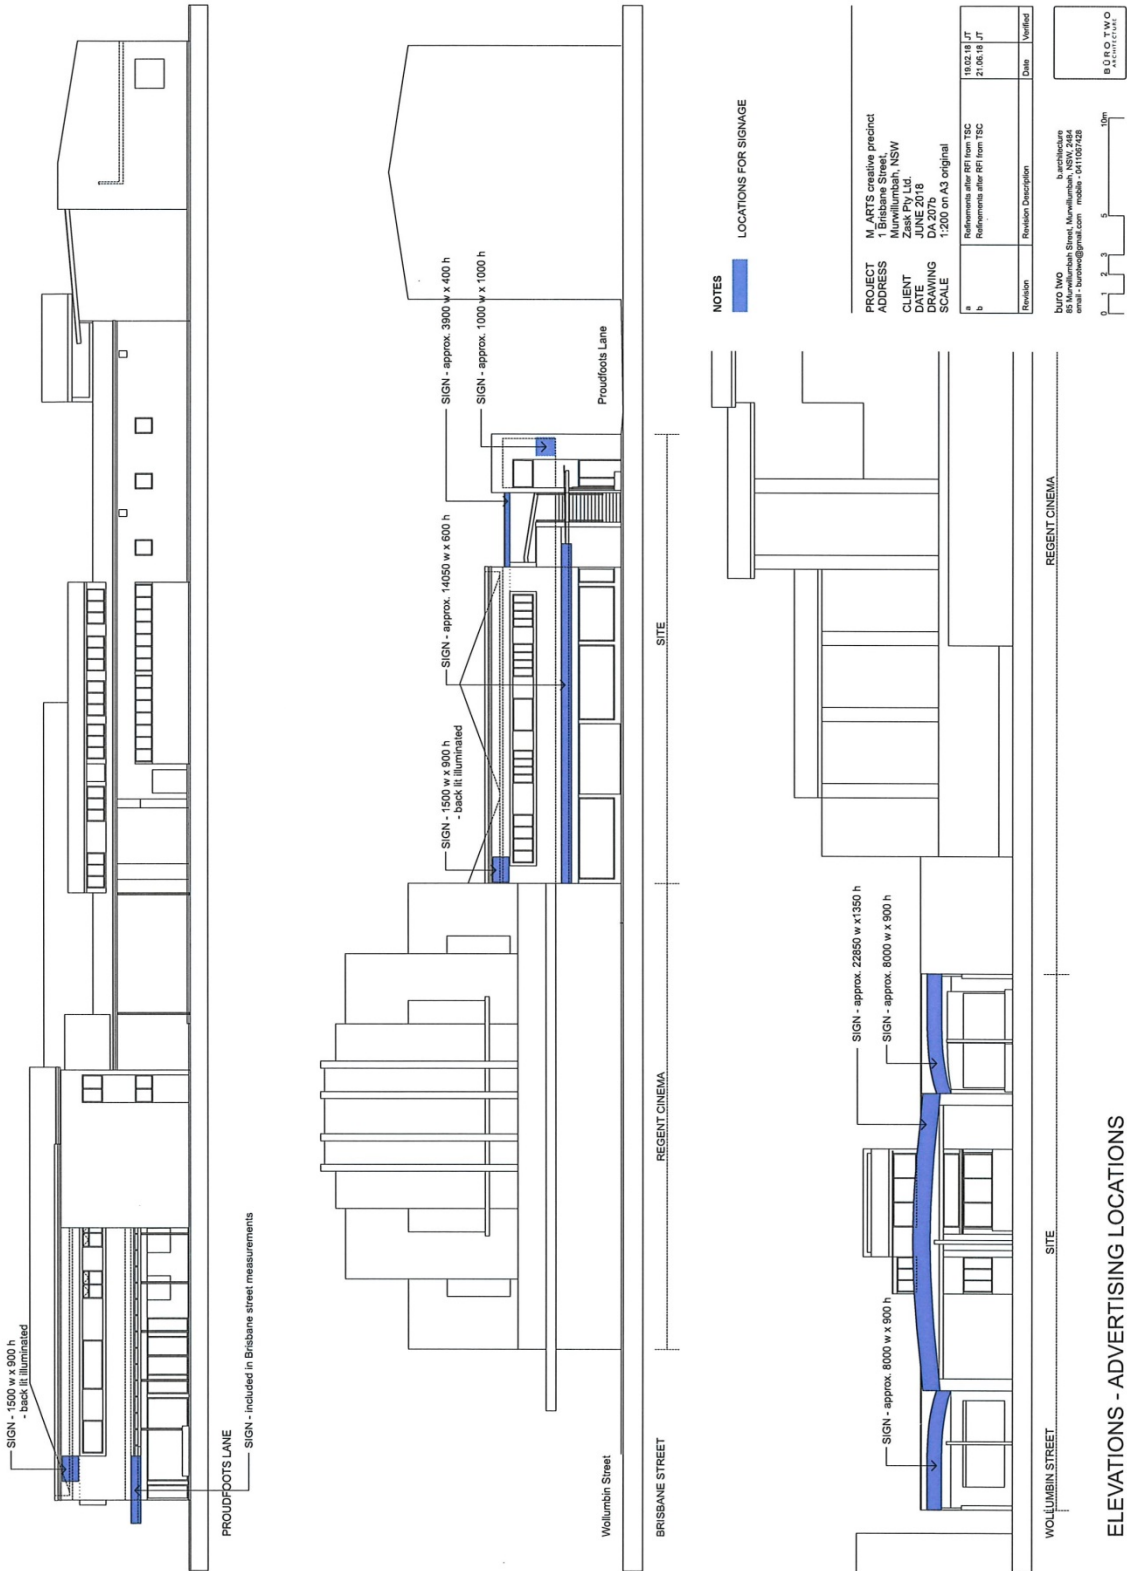 SIGN - 1500 w x 900 h
- back lit illuminated
PROUDFOOTS LANE
SIGN - included in Brisbane street measurements
SIGN - 1500 w x 900 h
- back lit illuminated
SIGN - approx. 14050 w x 600 h
SIGN - approx. 3900 w x 400 h
SIGN - approx. 1000 w x 1000 h
Proudfoots Lane
Wollumbin Street
BRISBANE STREET
REGENT CINEMA
SITE
SIGN - approx. 8000 w x 900 h
SIGN - approx. 22850 w x1350 h
SIGN - approx. 8000 w x 900 h
WOLLUMBIN STREET
SITE
REGENT CINEMA
ELEVATIONS - ADVERTISING LOCATIONS
NOTES
LOCATIONS FOR SIGNAGE
PROJECT M_ARTS creative precinct
ADDRESS 1 Brisbane Street,
Murwillumbah, NSW
CLIENT Zask Pty Ltd.
DATE JUNE 2018
DRAWING DA 207b
SCALE 1:200 on A3 original
a Refinements after RFI from TSC 19.02.18 JT
b Refinements after RFI from TSC 21.06.18 JT
Revision Revision Description Date Verified
buro two b.architecture
85 Murwillumbah Street, Murwillumbah, NSW, 2484
email - burotwo@gmail.com mobile - 0411057428
0 1 2 3 5 10m
BÜRO TWO
ARCHITECTURE